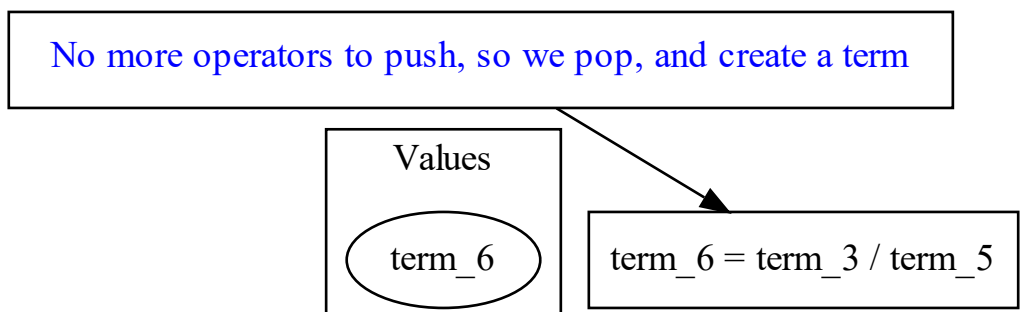 No more operators to push, so we pop, and create a term
Values
term_6
term_6 = term_3 / term_5